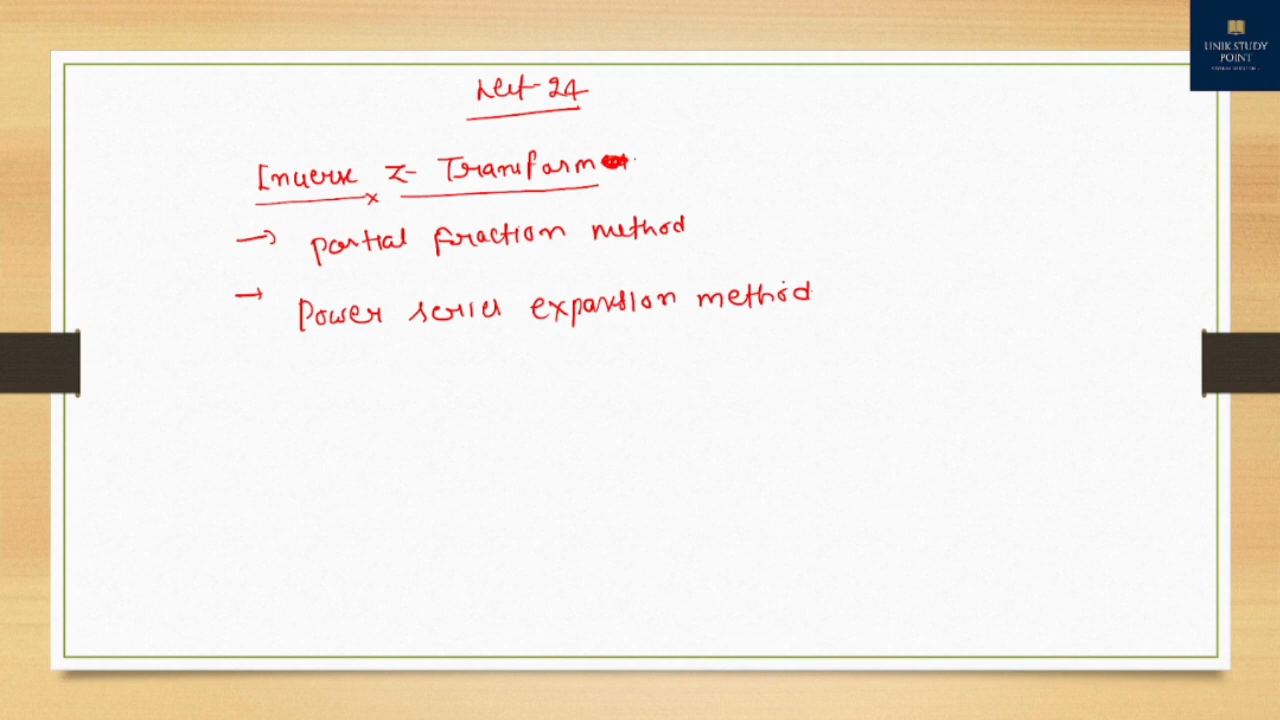 UNIK STUDY
POINT
Lect-24
Inverse Z- Transform
→ partial fraction method
→ Power series expansion method